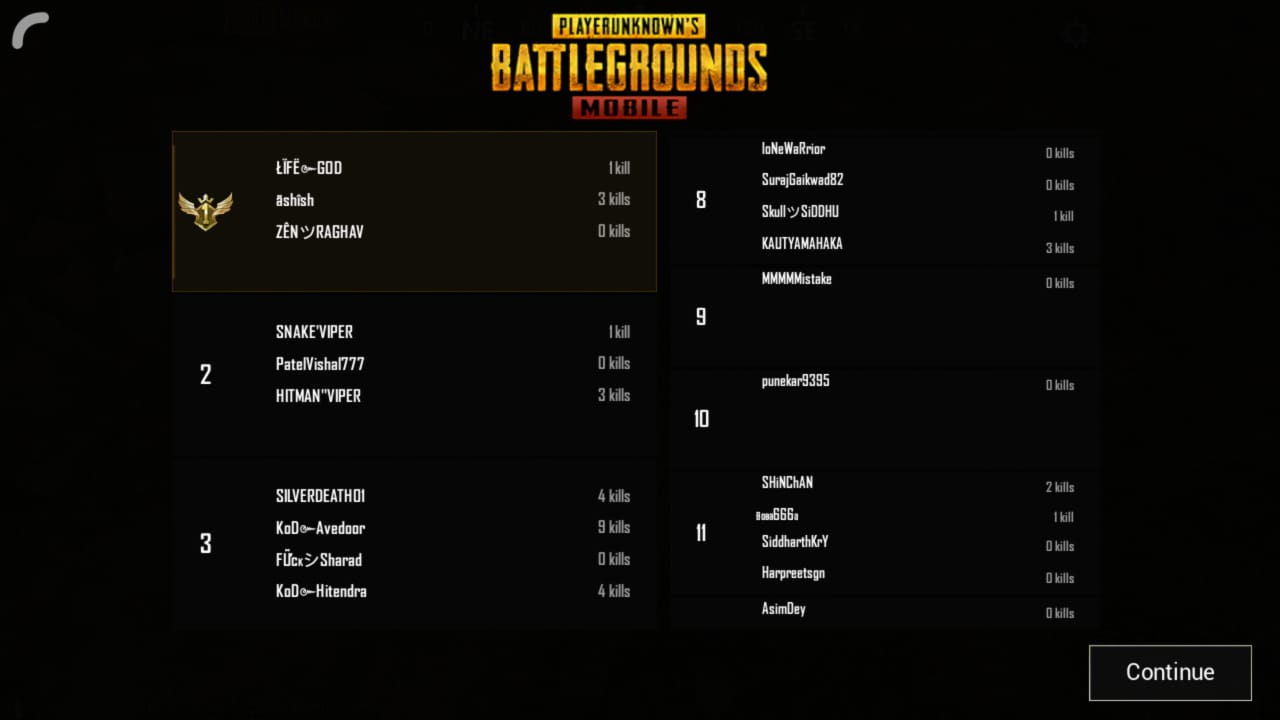 PLAYERUNKNOWN'S
BATTLEGROUNDS
MOBILE
1
ŁÏFË๛GOD 1 kill
āshîsh 3 kills
ZÊNツRAGHAV 0 kills
2
SNAKE'VIPER 1 kill
PatelVishal777 0 kills
HITMAN"VIPER 3 kills
3
SILVERDEATH01 4 kills
KoD๛Avedoor 9 kills
FÜcкシSharad 0 kills
KoD๛Hitendra 4 kills
8
loNeWaRrior 0 kills
SurajGaikwad82 0 kills
SkullツSiDDHU 1 kill
KAUTYAMAHAKA 3 kills
9
MMMMMistake 0 kills
10
punekar9395 0 kills
11
SHiNChAN 2 kills
1 kill
SiddharthKrY 0 kills
Harpreetsgn 0 kills
AsimDey 0 kills
Continue